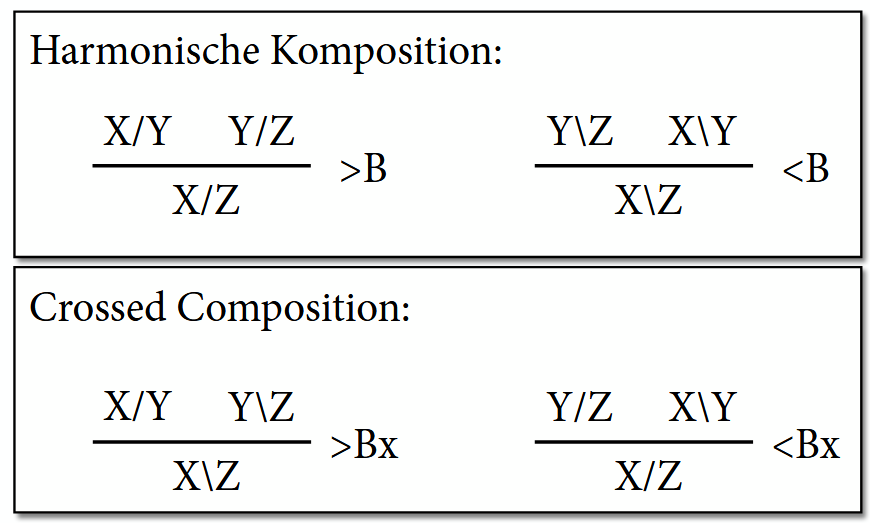 Harmonische Komposition:
X/Y Y/Z >B Y\Z X\Y <B
X/Z X\Z
Crossed Composition:
X/Y Y\Z >Bx Y/Z X\Y <Bx
X\Z X/Z